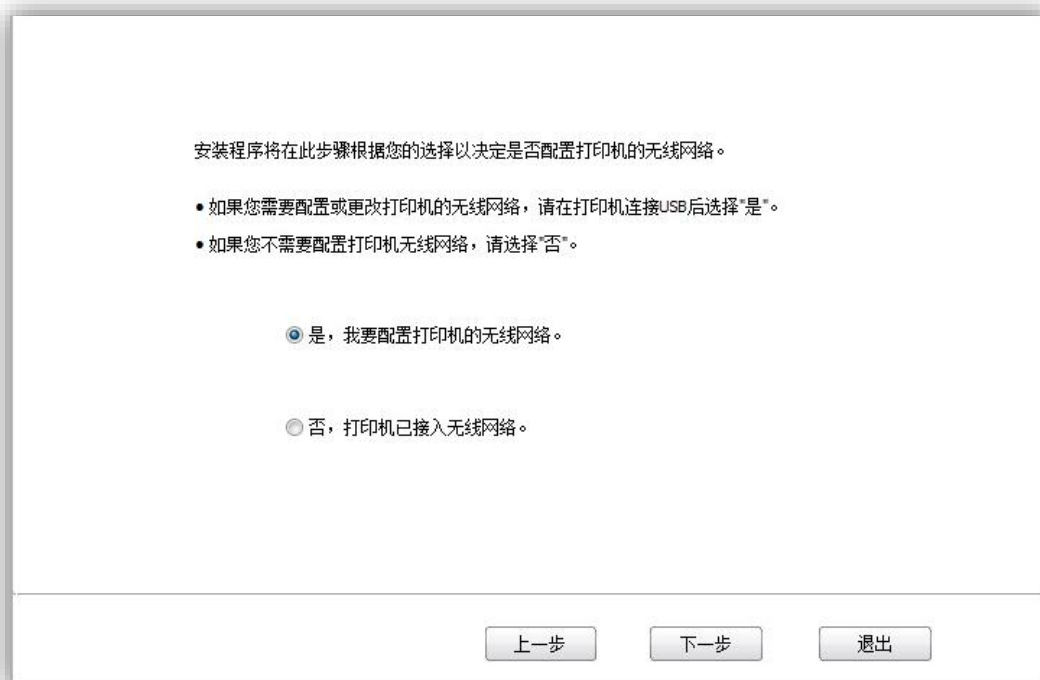 安装程序将在此步骤根据您的选择以决定是否配置打印机的无线网络。
• 如果您需要配置或更改打印机的无线网络，请在打印机连接USB后选择"是"。
• 如果您不需要配置打印机无线网络，请选择"否"。
是，我要配置打印机的无线网络。
否，打印机已接入无线网络。
上一步 下一步 退出